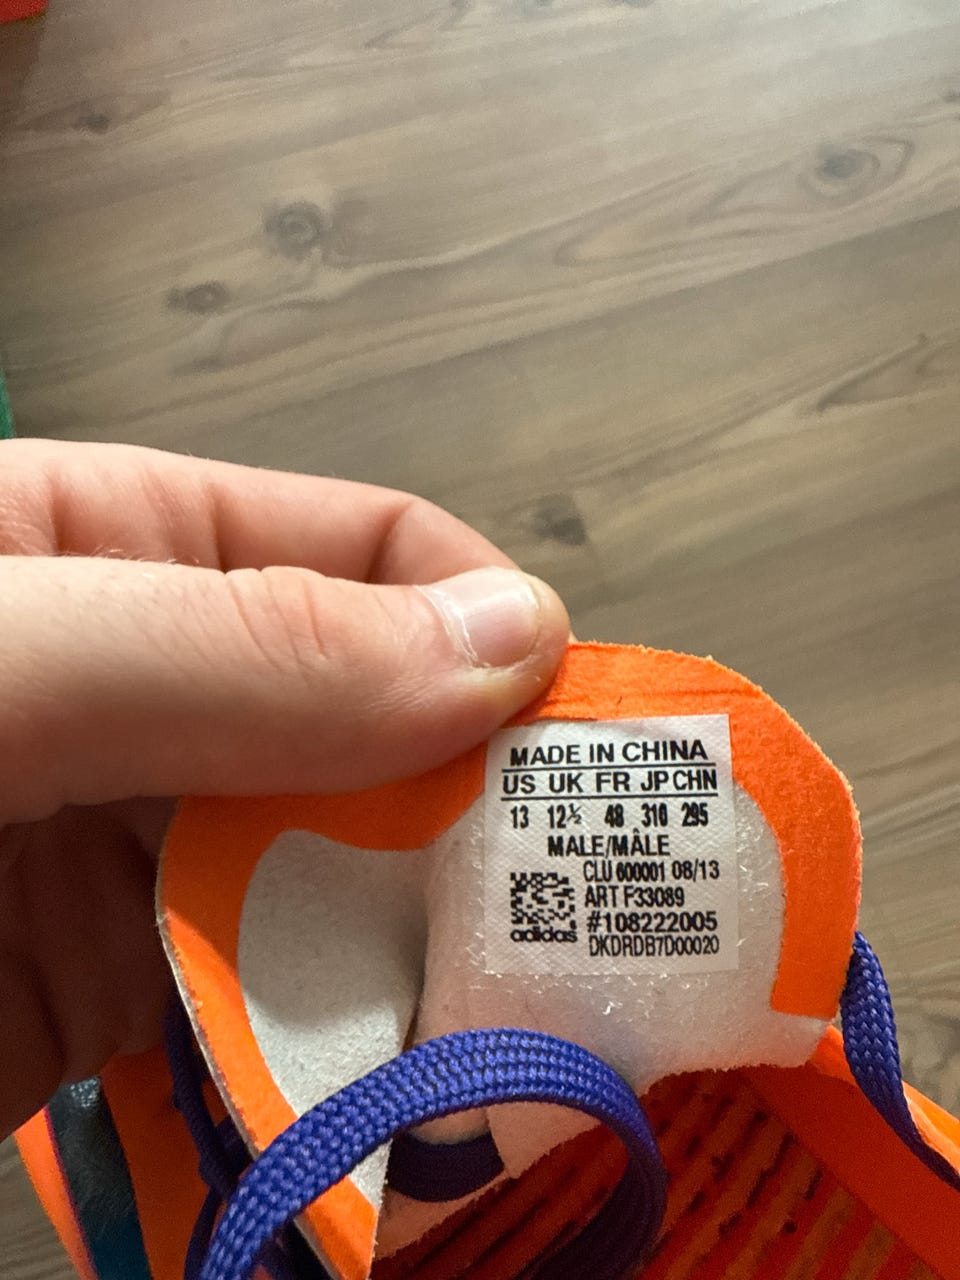 MADE IN CHINA
US UK FR JP CHN
13 12½ 48 310 295
MALE/MÂLE
CLU 600001 08/13
ART F33089
#108222005
adidas
DKDRDB7D00020